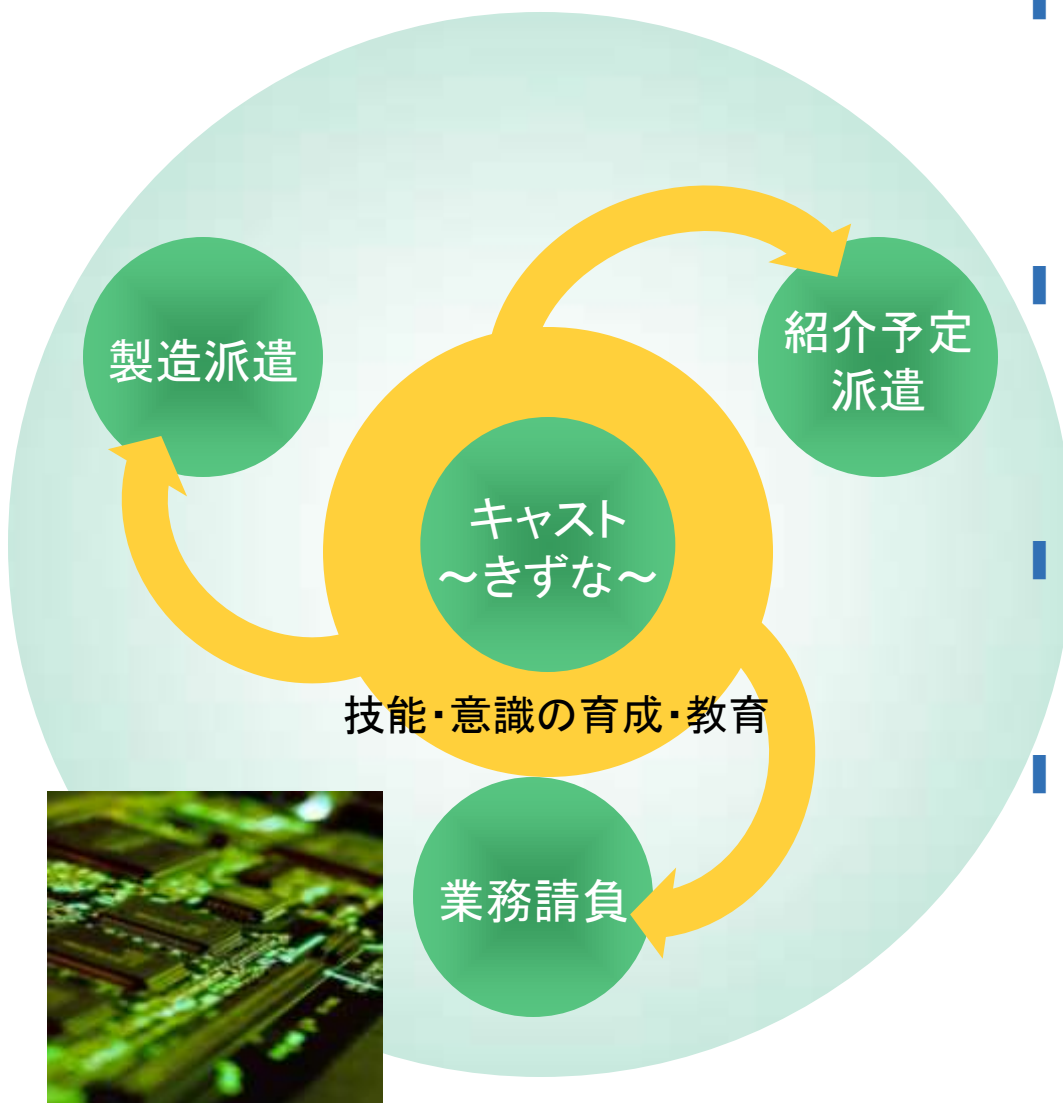 製造派遣
紹介予定
派遣
キャスト
～きずな～
技能・意識の育成・教育
業務請負